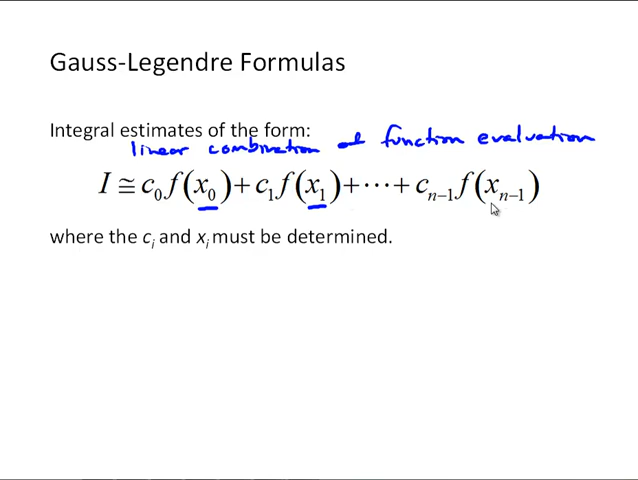 Gauss-Legendre Formulas
Integral estimates of the form:
linear combination of function evaluation
I ≅ c₀f(x₀) + c₁f(x₁) + ⋯ + cₙ₋₁f(xₙ₋₁)
where the cᵢ and xᵢ must be determined.